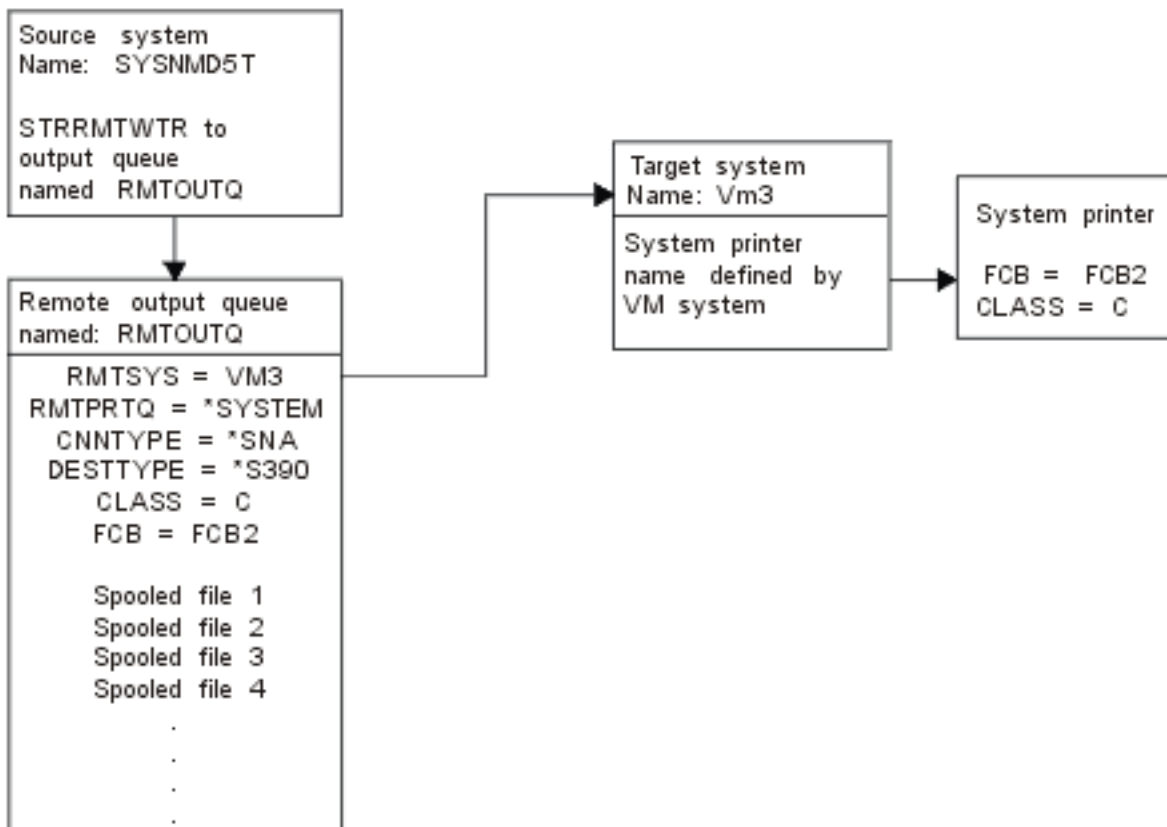 Source system
Name: SYSNMD5T
STRRMTWTR to
output queue
named RMTOUTQ
Remote output queue
named: RMTOUTQ
RMTSYS = VM3
RMTPRTQ = *SYSTEM
CNNTYPE = *SNA
DESTTYPE = *S390
CLASS = C
FCB = FCB2
Spooled file 1
Spooled file 2
Spooled file 3
Spooled file 4
.
.
.
.
Target system
Name: Vm3
System printer
name defined by
VM system
System printer
FCB = FCB2
CLASS = C